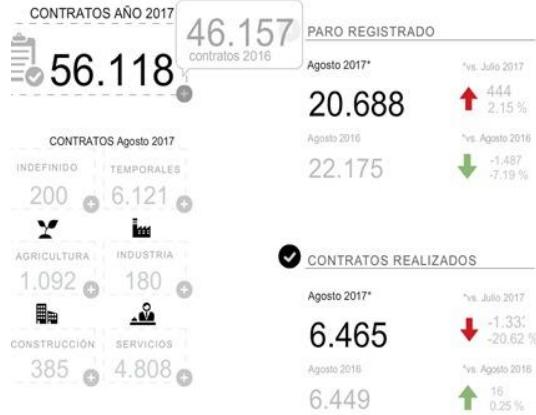 CONTRATOS AÑO 2017
56.118
46.157
contratos 2016
CONTRATOS Agosto 2017
INDEFINIDO
200
TEMPORALES
6.121
AGRICULTURA
1.092
INDUSTRIA
180
CONSTRUCCIÓN
385
SERVICIOS
4.808
PARO REGISTRADO
Agosto 2017*
*vs. Julio 2017
20.688
444
2.15 %
Agosto 2016
*vs. Agosto 2016
22.175
-1.487
-7.19 %
CONTRATOS REALIZADOS
Agosto 2017*
*vs. Julio 2017
6.465
-20.62 %
Agosto 2016
*vs. Agosto 2016
6.449
16
0.25 %